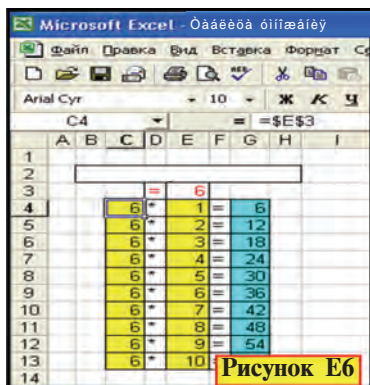 Microsoft Excel - Òàáëèöà óìíîæåíèÿ
Файл Правка Вид Вставка Формат Се
Arial Cyr 10 Ж К Ч
C4 = =$E$3
A B C D E F G H I
1
2
3 = 6
4 6 * 1 = 6
5 6 * 2 = 12
6 6 * 3 = 18
7 6 * 4 = 24
8 6 * 5 = 30
9 6 * 6 = 36
10 6 * 7 = 42
11 6 * 8 = 48
12 6 * 9 = 54
13 6 * 10 =
14
Рисунок E6